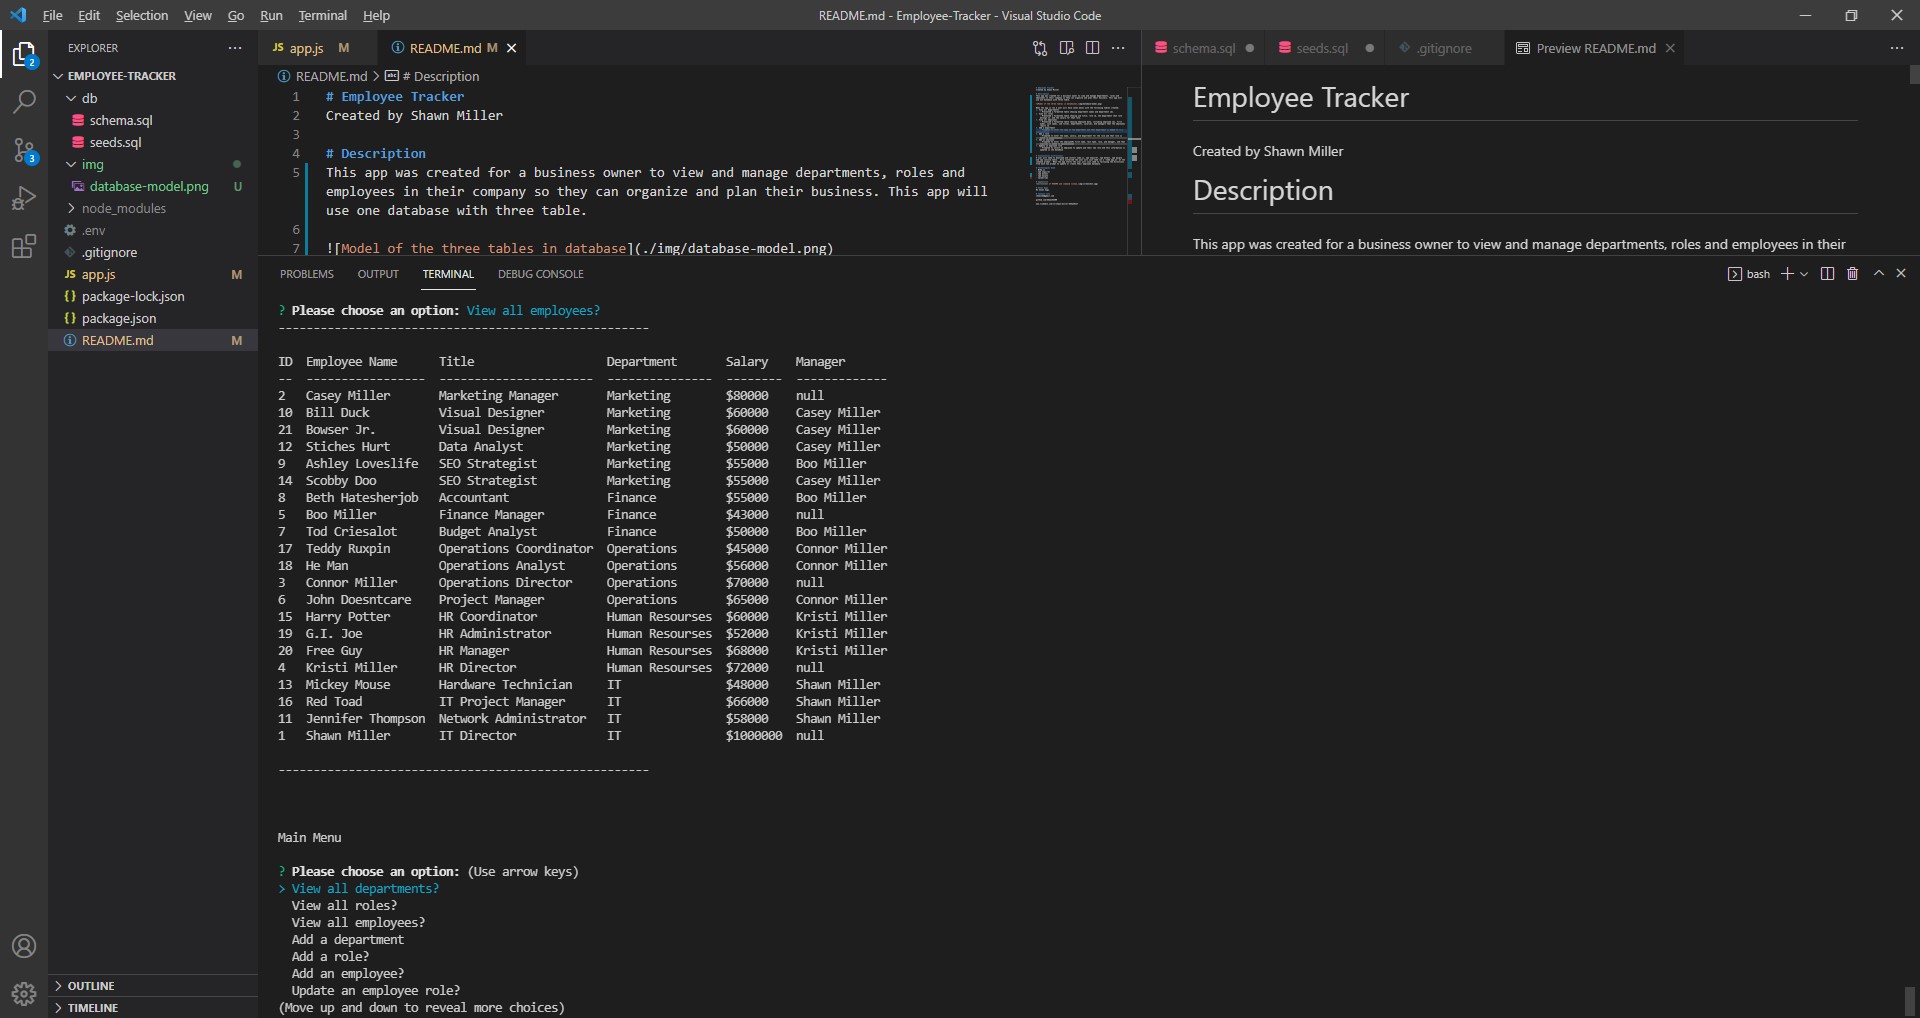 File Edit Selection View Go Run Terminal Help
README.md - Employee-Tracker - Visual Studio Code
EXPLORER
EMPLOYEE-TRACKER
db
schema.sql
seeds.sql
img
database-model.png U
node_modules
.env
.gitignore
JS app.js M
{} package-lock.json
{} package.json
README.md M
OUTLINE
TIMELINE
2
3
JS app.js M
README.md M
README.md > # Description
1 # Employee Tracker
2 Created by Shawn Miller
3
4 # Description
5 This app was created for a business owner to view and manage departments, roles and
employees in their company so they can organize and plan their business. This app will
use one database with three table.
6
7 ![Model of the three tables in database](./img/database-model.png)
schema.sql
seeds.sql
.gitignore
Preview README.md
Employee Tracker
Created by Shawn Miller
Description
This app was created for a business owner to view and manage departments, roles and employees in their
PROBLEMS OUTPUT TERMINAL DEBUG CONSOLE
bash
? Please choose an option: View all employees?
-----------------------------------------------------
ID Employee Name Title Department Salary Manager
-- ----------------- ---------------------- --------------- -------- -------------
2 Casey Miller Marketing Manager Marketing $80000 null
10 Bill Duck Visual Designer Marketing $60000 Casey Miller
21 Bowser Jr. Visual Designer Marketing $60000 Casey Miller
12 Stiches Hurt Data Analyst Marketing $50000 Casey Miller
9 Ashley Loveslife SEO Strategist Marketing $55000 Boo Miller
14 Scobby Doo SEO Strategist Marketing $55000 Casey Miller
8 Beth Hatesherjob Accountant Finance $55000 Boo Miller
5 Boo Miller Finance Manager Finance $43000 null
7 Tod Criesalot Budget Analyst Finance $50000 Boo Miller
17 Teddy Ruxpin Operations Coordinator Operations $45000 Connor Miller
18 He Man Operations Analyst Operations $56000 Connor Miller
3 Connor Miller Operations Director Operations $70000 null
6 John Doesntcare Project Manager Operations $65000 Connor Miller
15 Harry Potter HR Coordinator Human Resourses $60000 Kristi Miller
19 G.I. Joe HR Administrator Human Resourses $52000 Kristi Miller
20 Free Guy HR Manager Human Resourses $68000 Kristi Miller
4 Kristi Miller HR Director Human Resourses $72000 null
13 Mickey Mouse Hardware Technician IT $48000 Shawn Miller
16 Red Toad IT Project Manager IT $66000 Shawn Miller
11 Jennifer Thompson Network Administrator IT $58000 Shawn Miller
1 Shawn Miller IT Director IT $1000000 null
-----------------------------------------------------
Main Menu
? Please choose an option: (Use arrow keys)
> View all departments?
View all roles?
View all employees?
Add a department
Add a role?
Add an employee?
Update an employee role?
(Move up and down to reveal more choices)